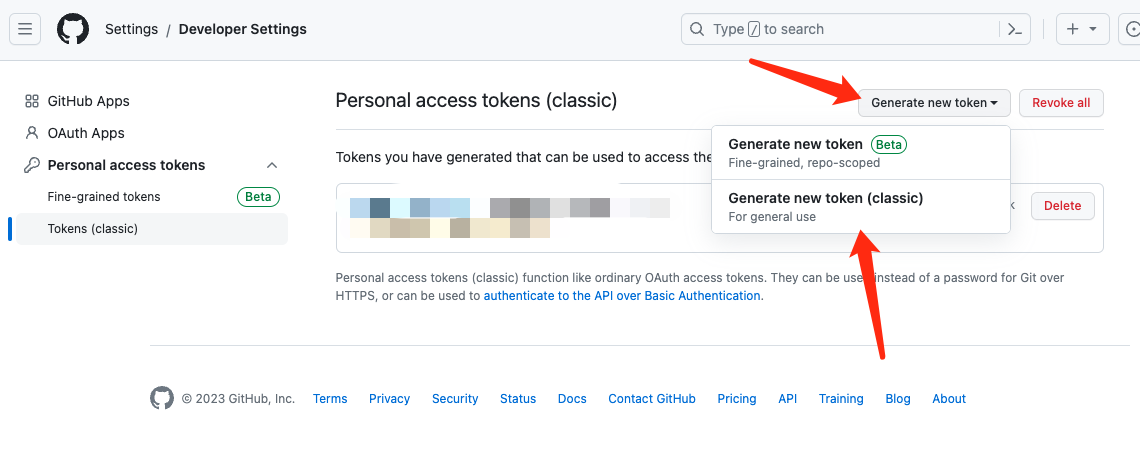 Settings / Developer Settings
Type / to search
GitHub Apps
OAuth Apps
Personal access tokens
Fine-grained tokens Beta
Tokens (classic)
Personal access tokens (classic)
Generate new token
Revoke all
Generate new token Beta
Fine-grained, repo-scoped
Generate new token (classic)
For general use
Tokens you have generated that can be used to access the
Delete
Personal access tokens (classic) function like ordinary OAuth access tokens. They can be used instead of a password for Git over
HTTPS, or can be used to authenticate to the API over Basic Authentication.
© 2023 GitHub, Inc. Terms Privacy Security Status Docs Contact GitHub Pricing API Training Blog About